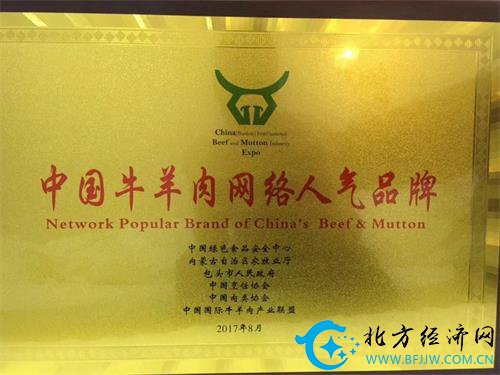 China (Baotou) International
Beef and Mutton Industry
Expo
中国牛羊肉网络人气品牌
Network Popular Brand of China's Beef & Mutton
中国绿色食品安全中心
内蒙古自治区农牧业厅
包头市人民政府
中国烹饪协会
中国肉类协会
中国国际牛羊肉产业联盟
2017年8月
北方经济网
WWW.BFJJW.COM.CN